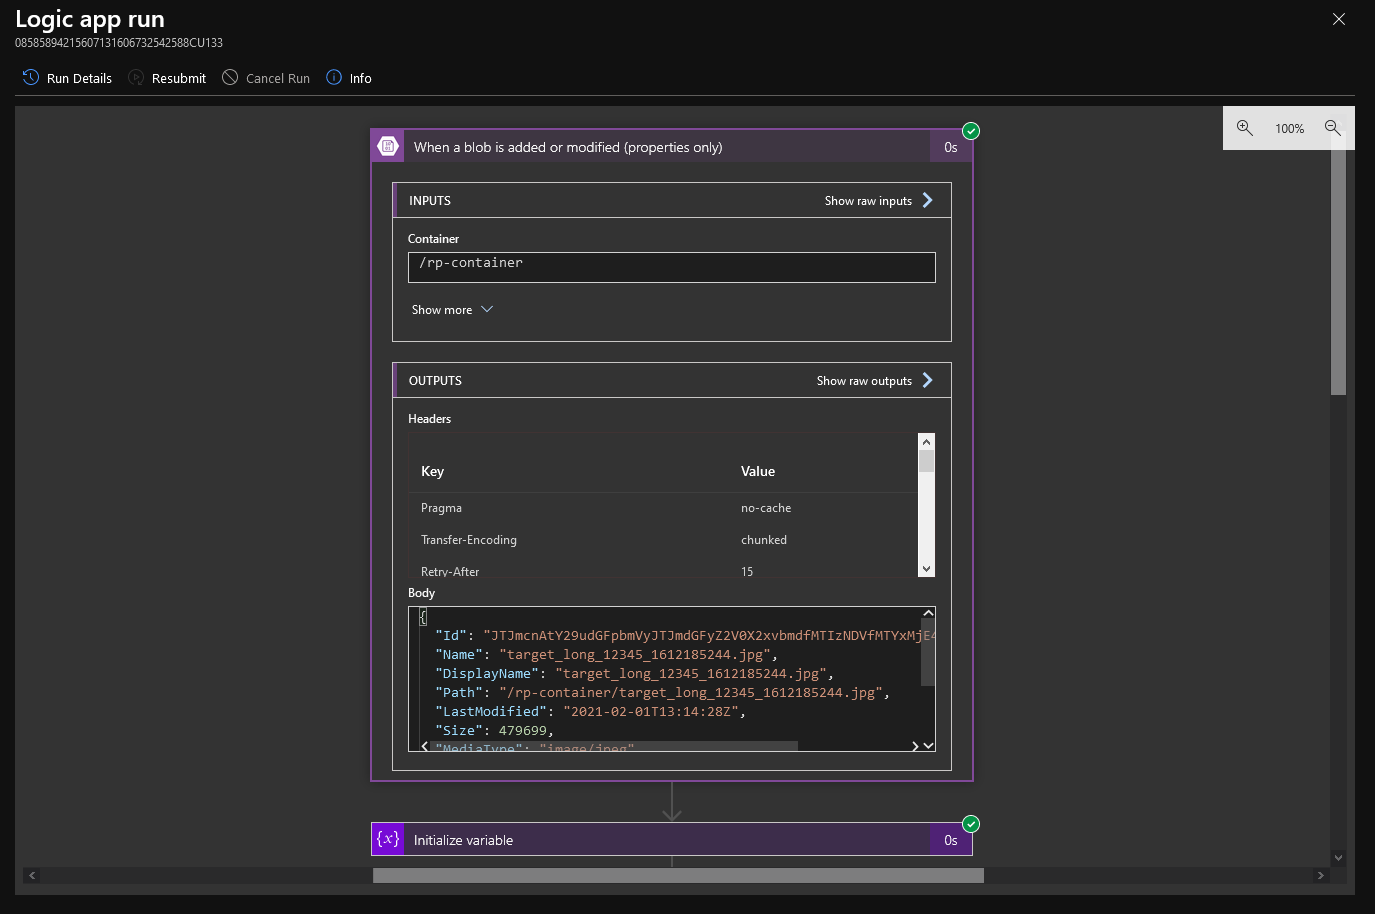 Logic app run
08585894215607131606732542588CU133
Run Details Resubmit Cancel Run Info
100%
When a blob is added or modified (properties only) 0s
INPUTS Show raw inputs
Container
/rp-container
Show more
OUTPUTS Show raw outputs
Headers
Key Value
Pragma no-cache
Transfer-Encoding chunked
Retry-After 15
Body
{
"Id": "JTJmcnAtY29udGFpbmVyJTJmdGFyZ2V0X2xvbmdfMTIzNDVfMTYxMjE4
"Name": "target_long_12345_1612185244.jpg",
"DisplayName": "target_long_12345_1612185244.jpg",
"Path": "/rp-container/target_long_12345_1612185244.jpg",
"LastModified": "2021-02-01T13:14:28Z",
"Size": 479699,
"MediaType": "image/jpeg"
{x} Initialize variable 0s